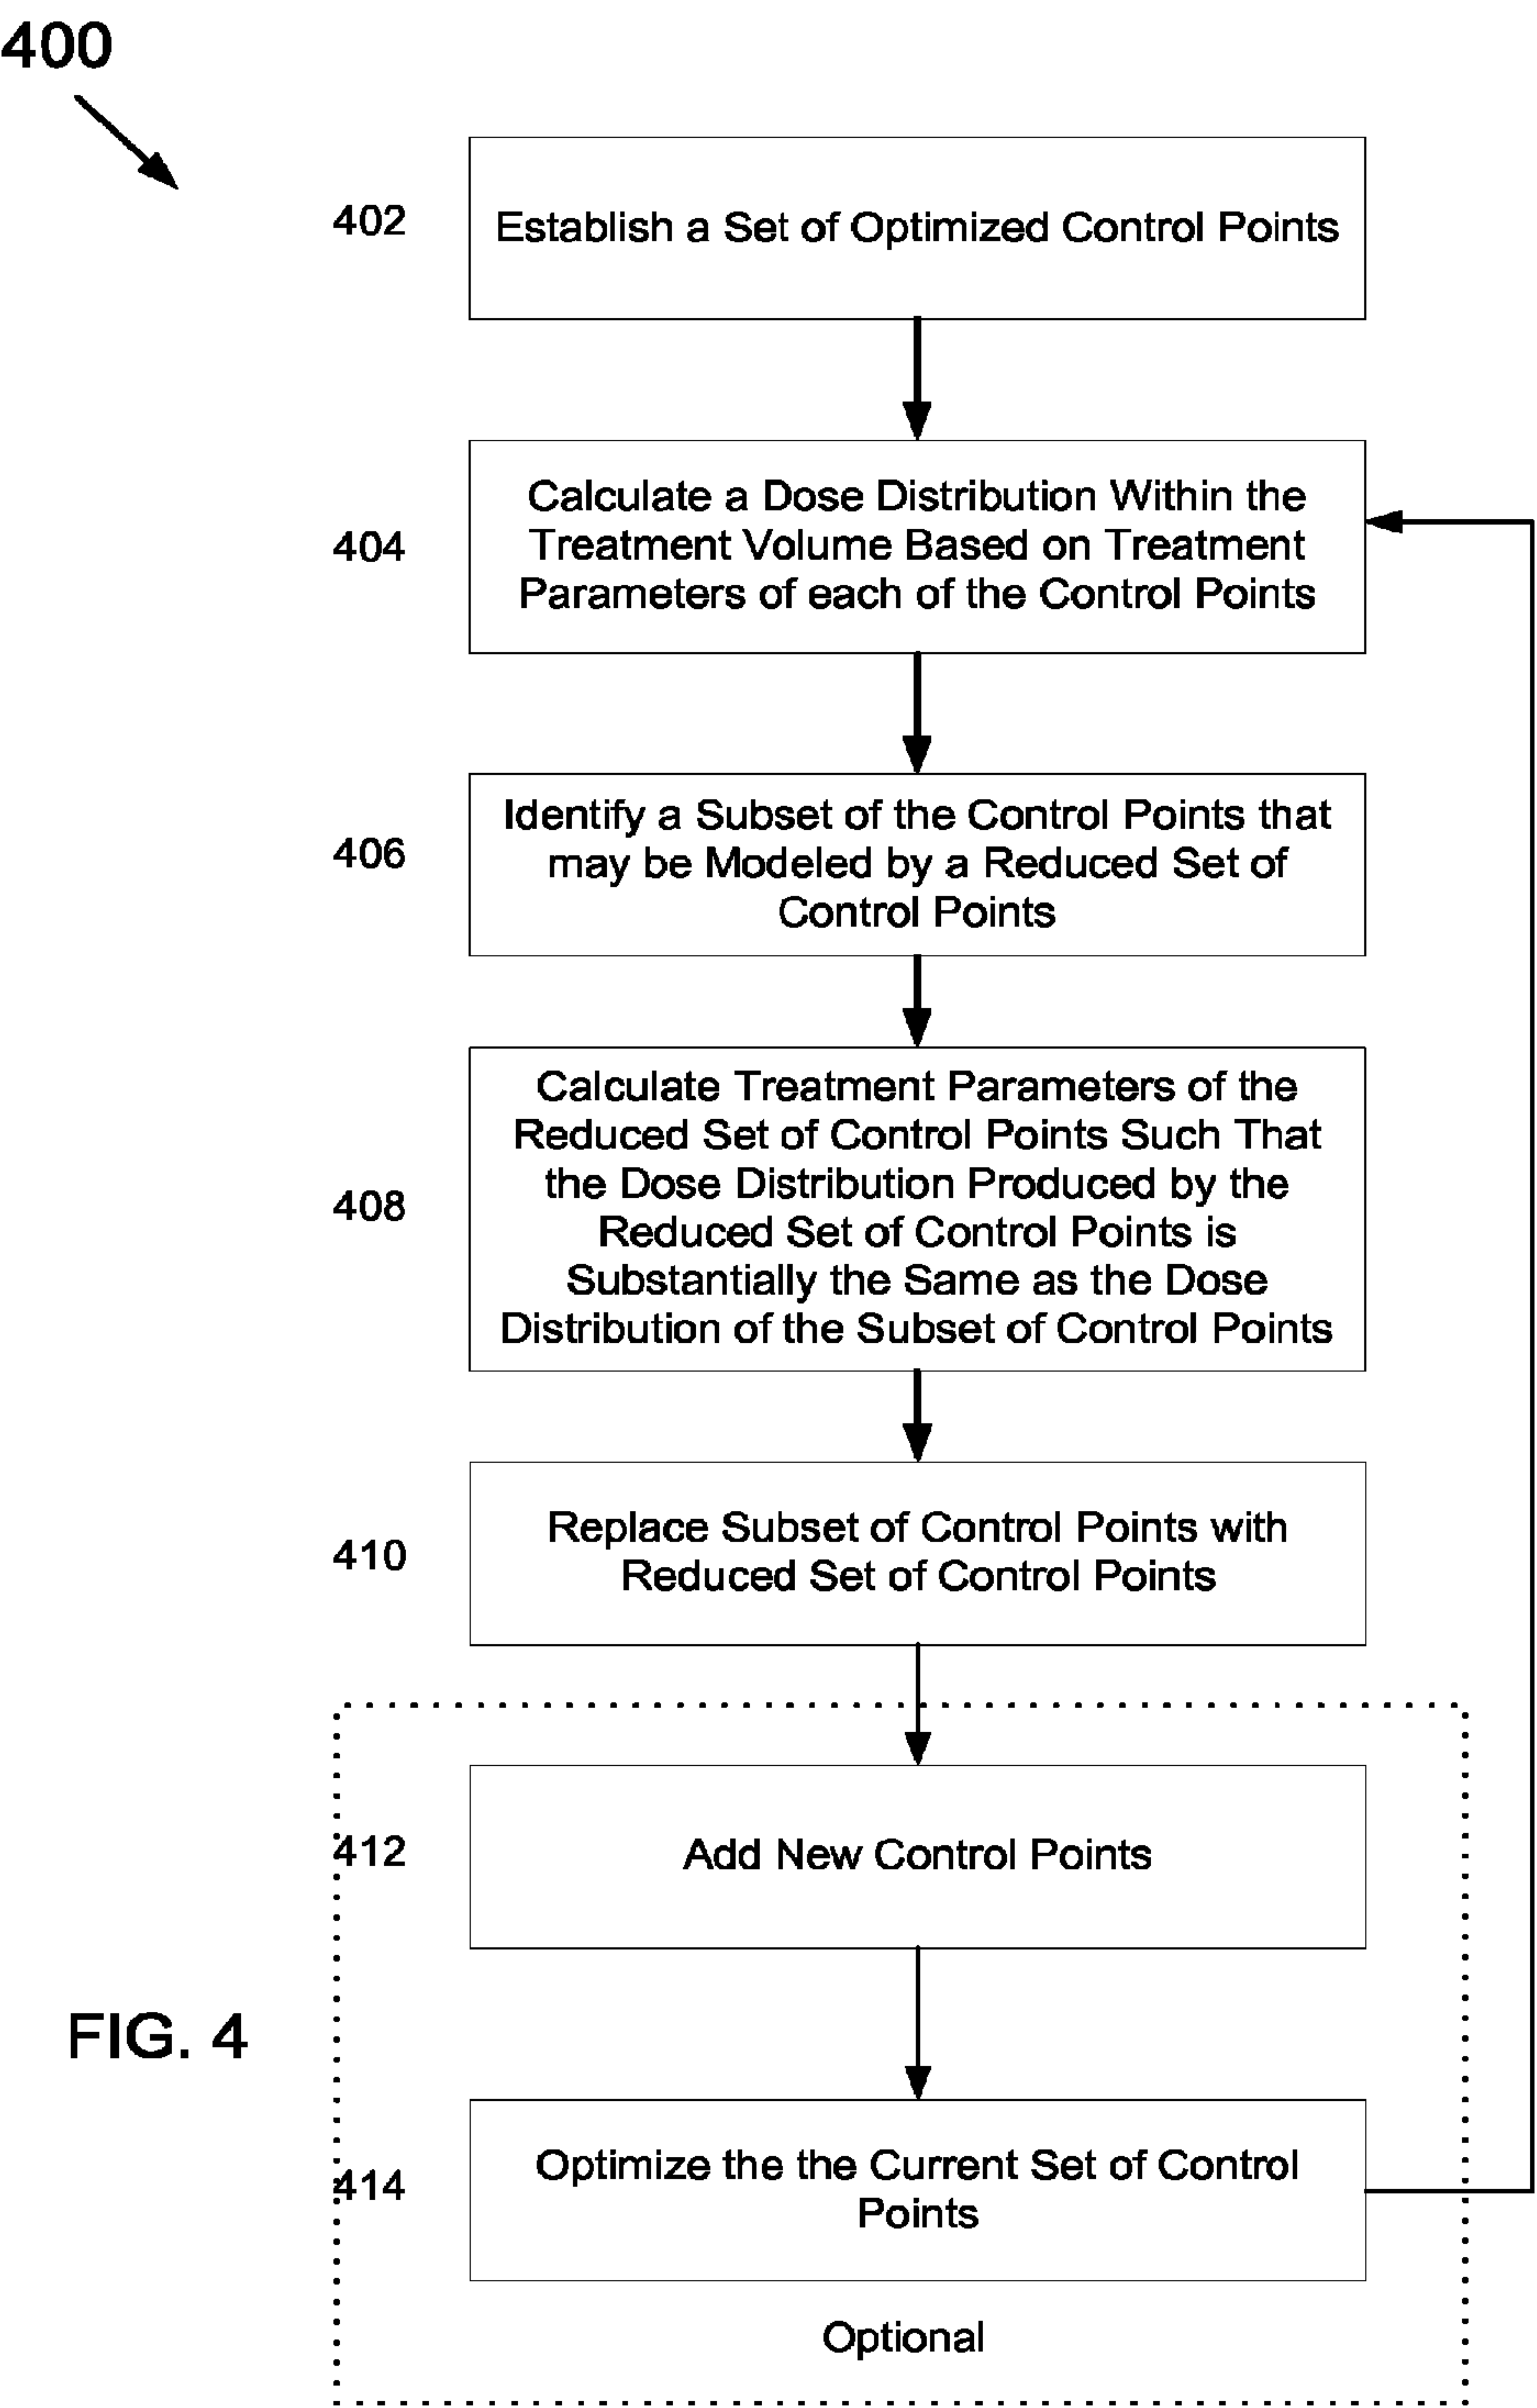 400
402
Establish a Set of Optimized Control Points
404
Calculate a Dose Distribution Within the
Treatment Volume Based on Treatment
Parameters of each of the Control Points
406
Identify a Subset of the Control Points that
may be Modeled by a Reduced Set of
Control Points
408
Calculate Treatment Parameters of the
Reduced Set of Control Points Such That
the Dose Distribution Produced by the
Reduced Set of Control Points is
Substantially the Same as the Dose
Distribution of the Subset of Control Points
410
Replace Subset of Control Points with
Reduced Set of Control Points
412
Add New Control Points
FIG. 4
414
Optimize the the Current Set of Control
Points
Optional